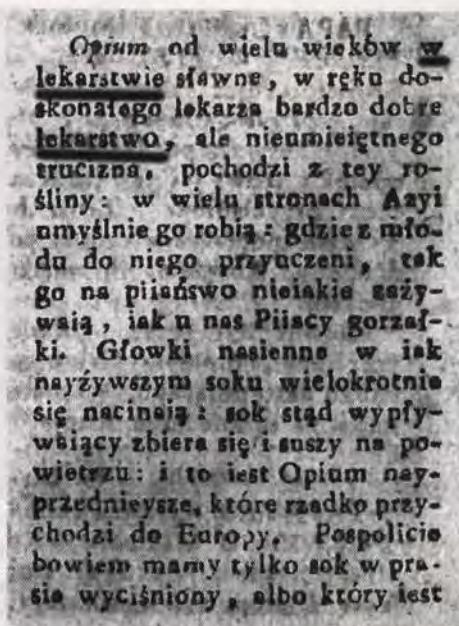 Opium od wielu wieków w
lekarstwie sławne, w ręku do-
skonałego lekarza bardzo dobre
lekarstwo, ale nieumieiętnego
trucizna, pochodzi z tey ro-
śliny: w wielu stronach Azyi
umyślnie go robią: gdzie z mło-
du do niego przyuczeni, tak
go na piiaństwo nieiakie zaży-
waią, iak u nas Piiacy gorzał-
ki. Głowki nasienne w iak
nayżywszym soku wielokrotnie
się nacinaią: sok stąd wypły-
waiący zbiera się i suszy na po-
wietrzu: i to iest Opium nay-
przednieysze, które rzadko przy-
chodzi do Europy. Pospolicie
bowiem mamy tylko sok w pra-
sie wyciśniony, albo który iest